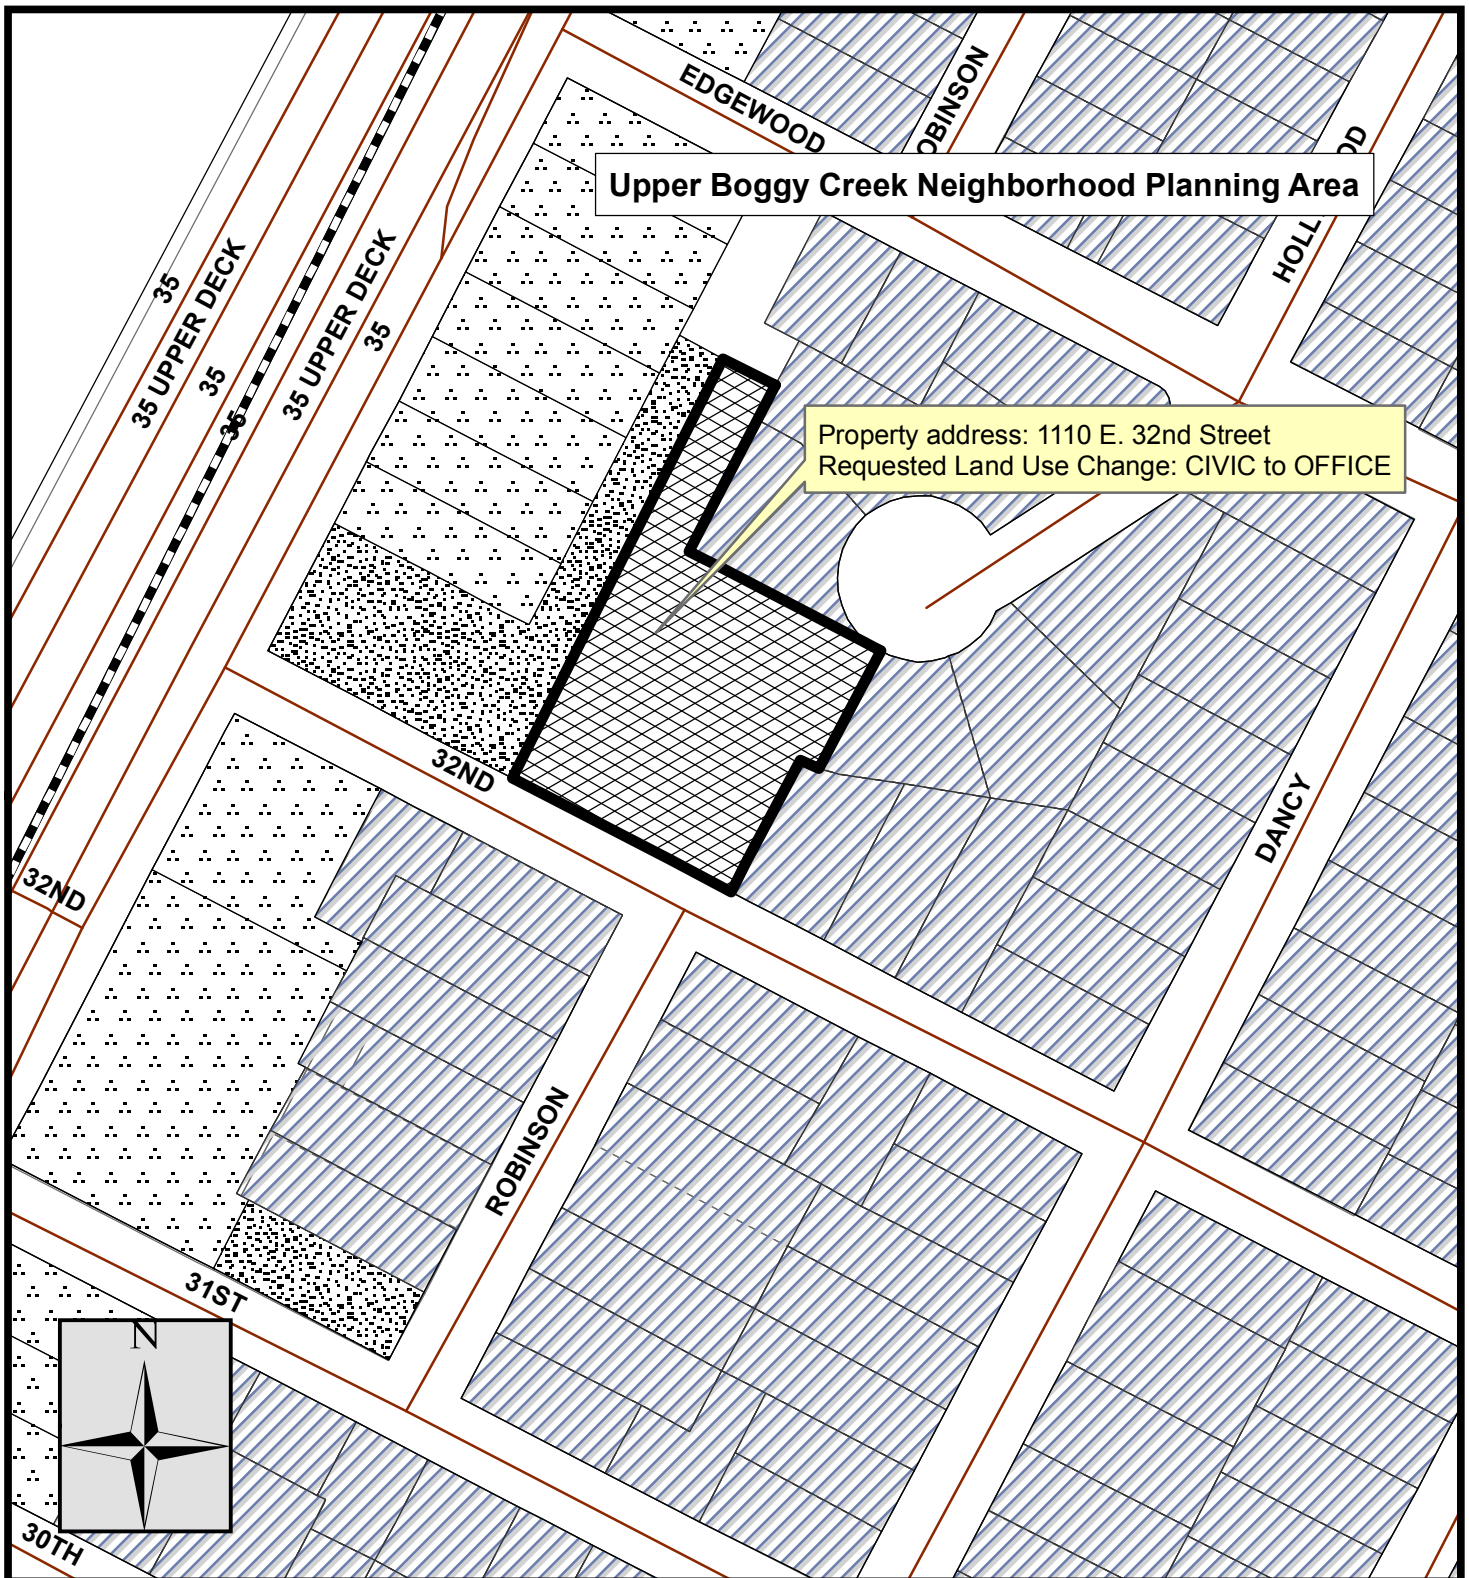 EDGEWOOD
OBINSON
Upper Boggy Creek Neighborhood Planning Area
OD
HOLL
35
35 UPPER DECK
35
35
35 UPPER DECK
35
Property address: 1110 E. 32nd Street
Requested Land Use Change: CIVIC to OFFICE
32ND
DANCY
32ND
ROBINSON
31ST
N
30TH